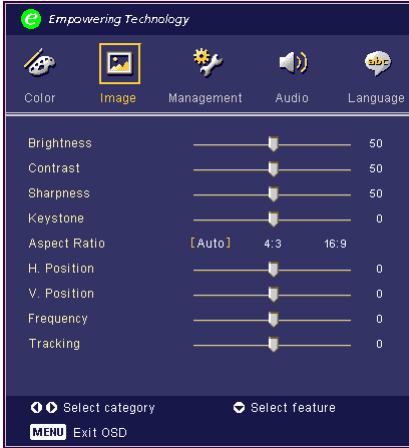 e Empowering Technology
Color Image Management Audio Language
abc
Brightness 50
Contrast 50
Sharpness 50
Keystone 0
Aspect Ratio [Auto] 4:3 16:9
H. Position 0
V. Position 0
Frequency 0
Tracking 0
Select category Select feature
MENU Exit OSD